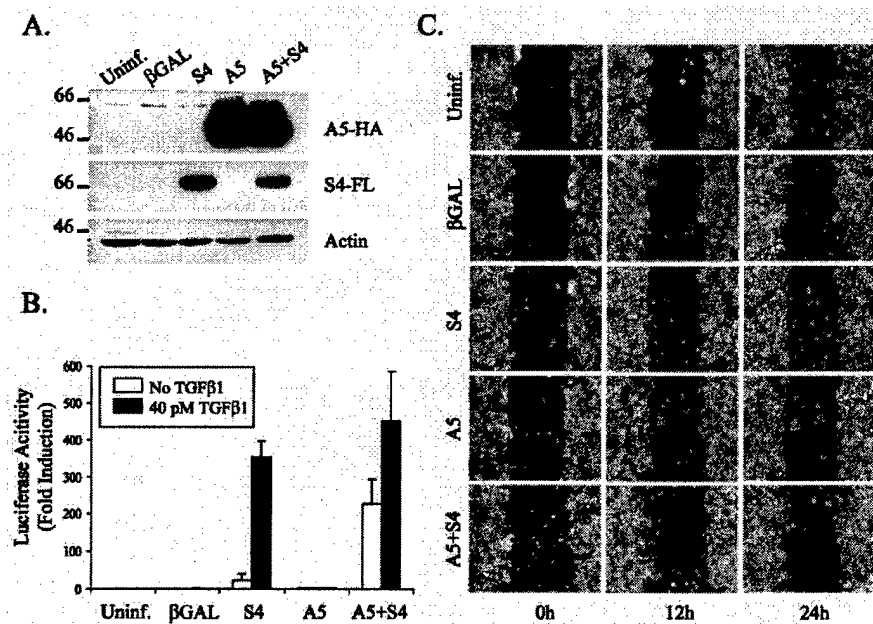 A.
Uninf. βGAL S4 A5 A5+S4
66
46
A5-HA
66
S4-FL
46
Actin
B.
Luciferase Acitivity
(Fold Induction)
600
500
400
300
200
100
0
No TGFβ1
40 pM TGFβ1
Uninf. βGAL S4 A5 A5+S4
C.
Uninf.
βGAL
S4
A5
A5+S4
0h 12h 24h